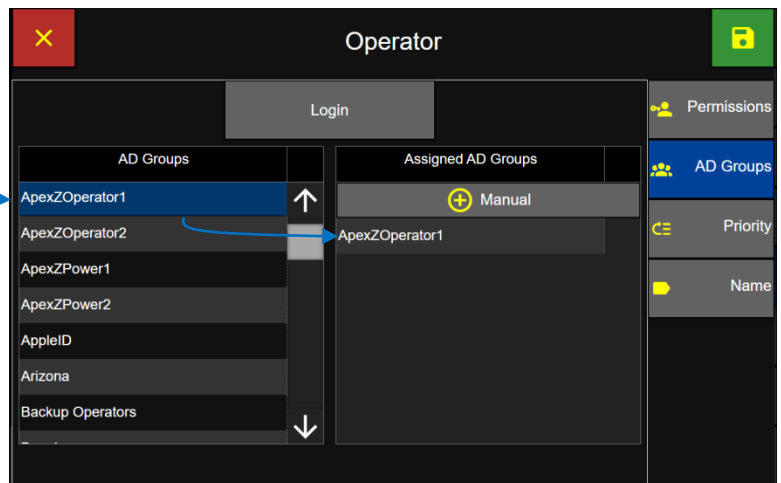 Operator
Login
Permissions
AD Groups
Priority
Name
AD Groups
ApexZOperator1
ApexZOperator2
ApexZPower1
ApexZPower2
AppleID
Arizona
Backup Operators
Assigned AD Groups
Manual
ApexZOperator1